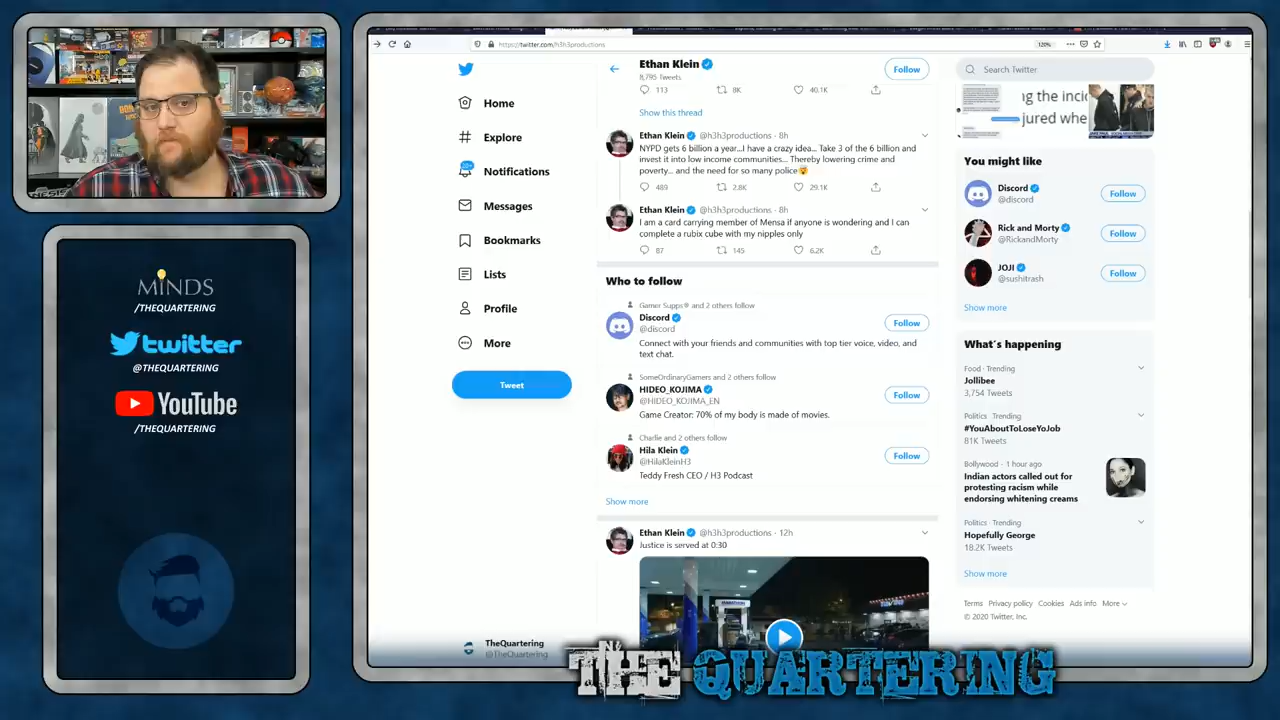 MINDS
/THEQUARTERING
twitter
@THEQUARTERING
YouTube
/THEQUARTERING
https://twitter.com/h3h3productions
120%
Home
Explore
20+
Notifications
Messages
Bookmarks
Lists
Profile
More
Tweet
TheQuartering
@TheQuartering
Ethan Klein
8,795 Tweets
Follow
113 8K 40.1K
Show this thread
Ethan Klein @h3h3productions · 8h
NYPD gets 6 billion a year...I have a crazy idea... Take 3 of the 6 billion and
invest it into low income communities... Thereby lowering crime and
poverty... and the need for so many police🤯
489 2.8K 29.1K
Ethan Klein @h3h3productions · 8h
I am a card carrying member of Mensa if anyone is wondering and I can
complete a rubix cube with my nipples only
87 145 6.2K
Who to follow
Gamer Supps and 2 others follow
Discord
@discord
Follow
Connect with your friends and communities with top tier voice, video, and
text chat.
SomeOrdinaryGamers and 2 others follow
HIDEO_KOJIMA
@HIDEO_KOJIMA_EN
Follow
Game Creator: 70% of my body is made of movies.
Charlie and 2 others follow
Hila Klein
@HilaKleinH3
Follow
Teddy Fresh CEO / H3 Podcast
Show more
Ethan Klein @h3h3productions · 12h
Justice is served at 0:30
Search Twitter
ng the inci
jured whe
You might like
Discord
@discord
Follow
Rick and Morty
@RickandMorty
Follow
JOJI
@sushitrash
Follow
Show more
What's happening
Food · Trending
Jollibee
3,754 Tweets
Politics · Trending
#YouAboutToLoseYoJob
81K Tweets
Bollywood · 1 hour ago
Indian actors called out for
protesting racism while
endorsing whitening creams
Politics · Trending
Hopefully George
18.2K Tweets
Show more
Terms Privacy policy Cookies Ads info More
© 2020 Twitter, Inc.
THE QUARTERING